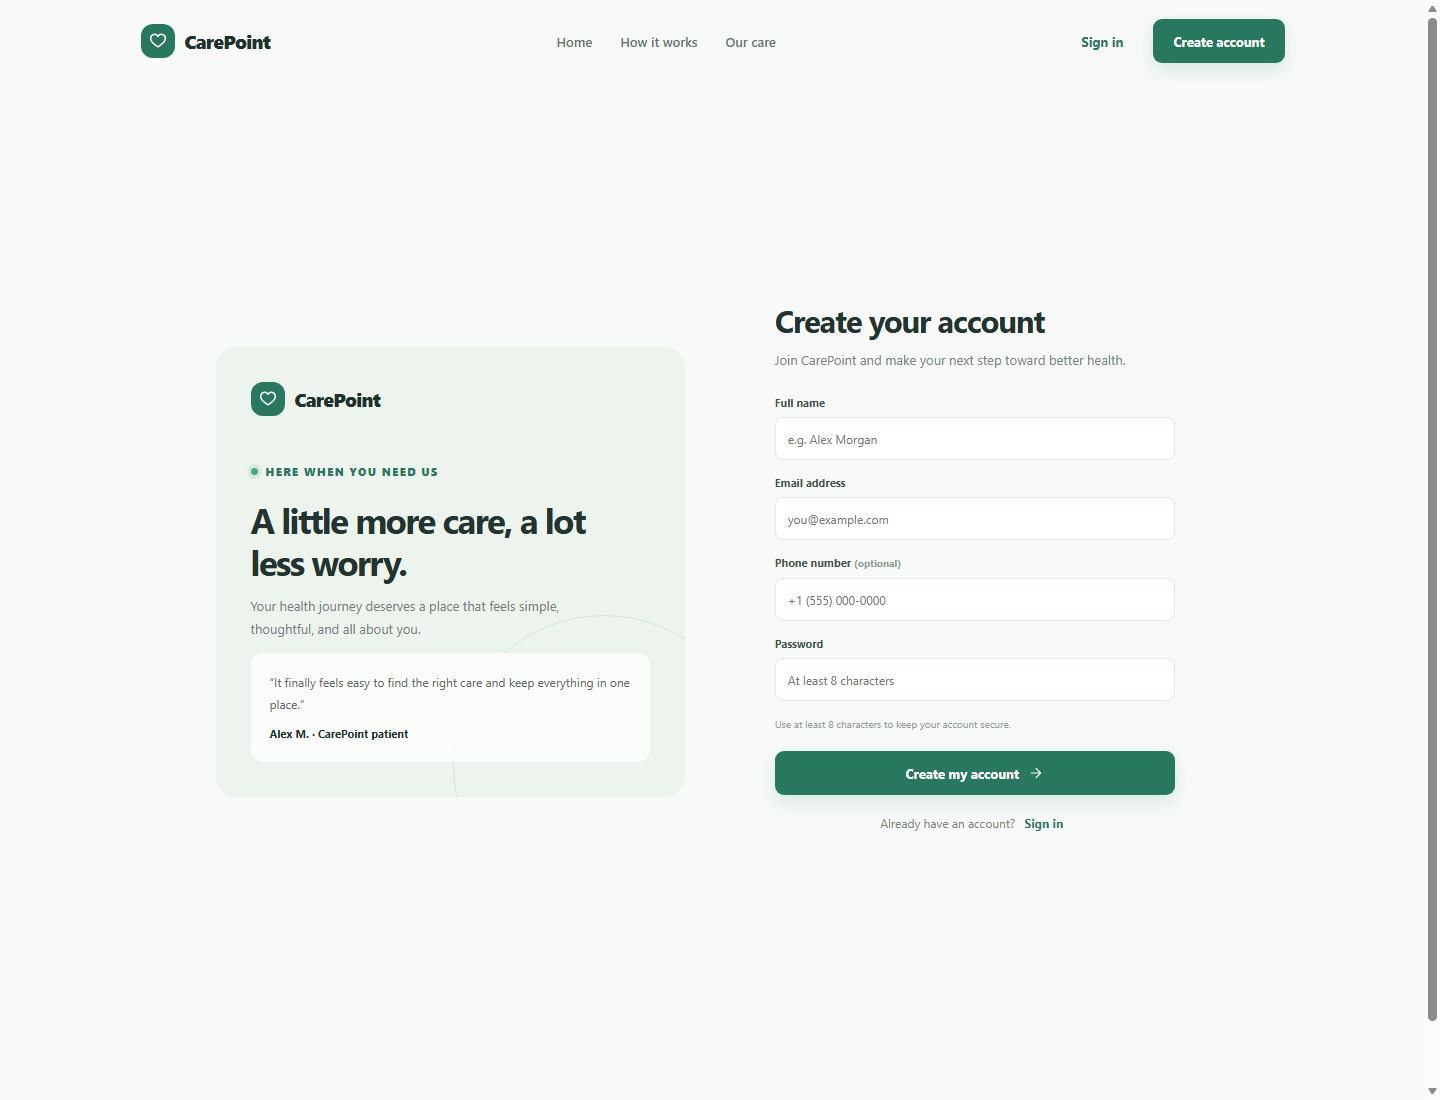 CarePoint
Home
How it works
Our care
Sign in
Create account
CarePoint
HERE WHEN YOU NEED US
A little more care, a lot
less worry.
Your health journey deserves a place that feels simple,
thoughtful, and all about you.
“It finally feels easy to find the right care and keep everything in one
place.”
Alex M. · CarePoint patient
Create your account
Join CarePoint and make your next step toward better health.
Full name
e.g. Alex Morgan
Email address
you@example.com
Phone number (optional)
+1 (555) 000-0000
Password
At least 8 characters
Use at least 8 characters to keep your account secure.
Create my account
Already have an account? Sign in